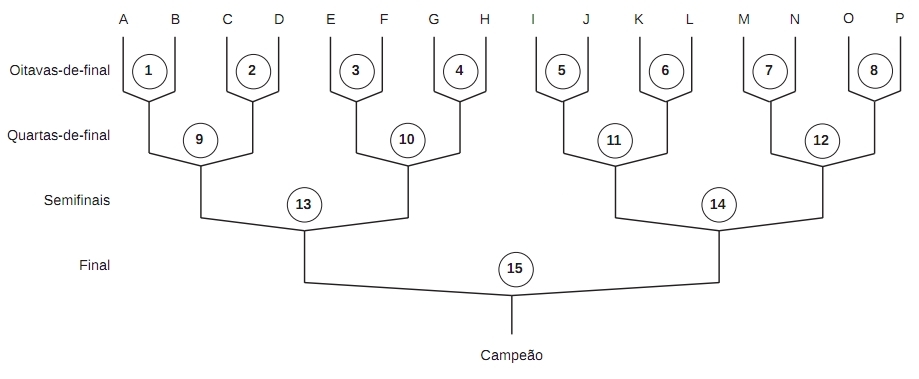 A B C D E F G H I J K L M N O P
Oitavas-de-final 1 2 3 4 5 6 7 8
Quartas-de-final 9 10 11 12
Semifinais 13 14
Final 15
Campeão